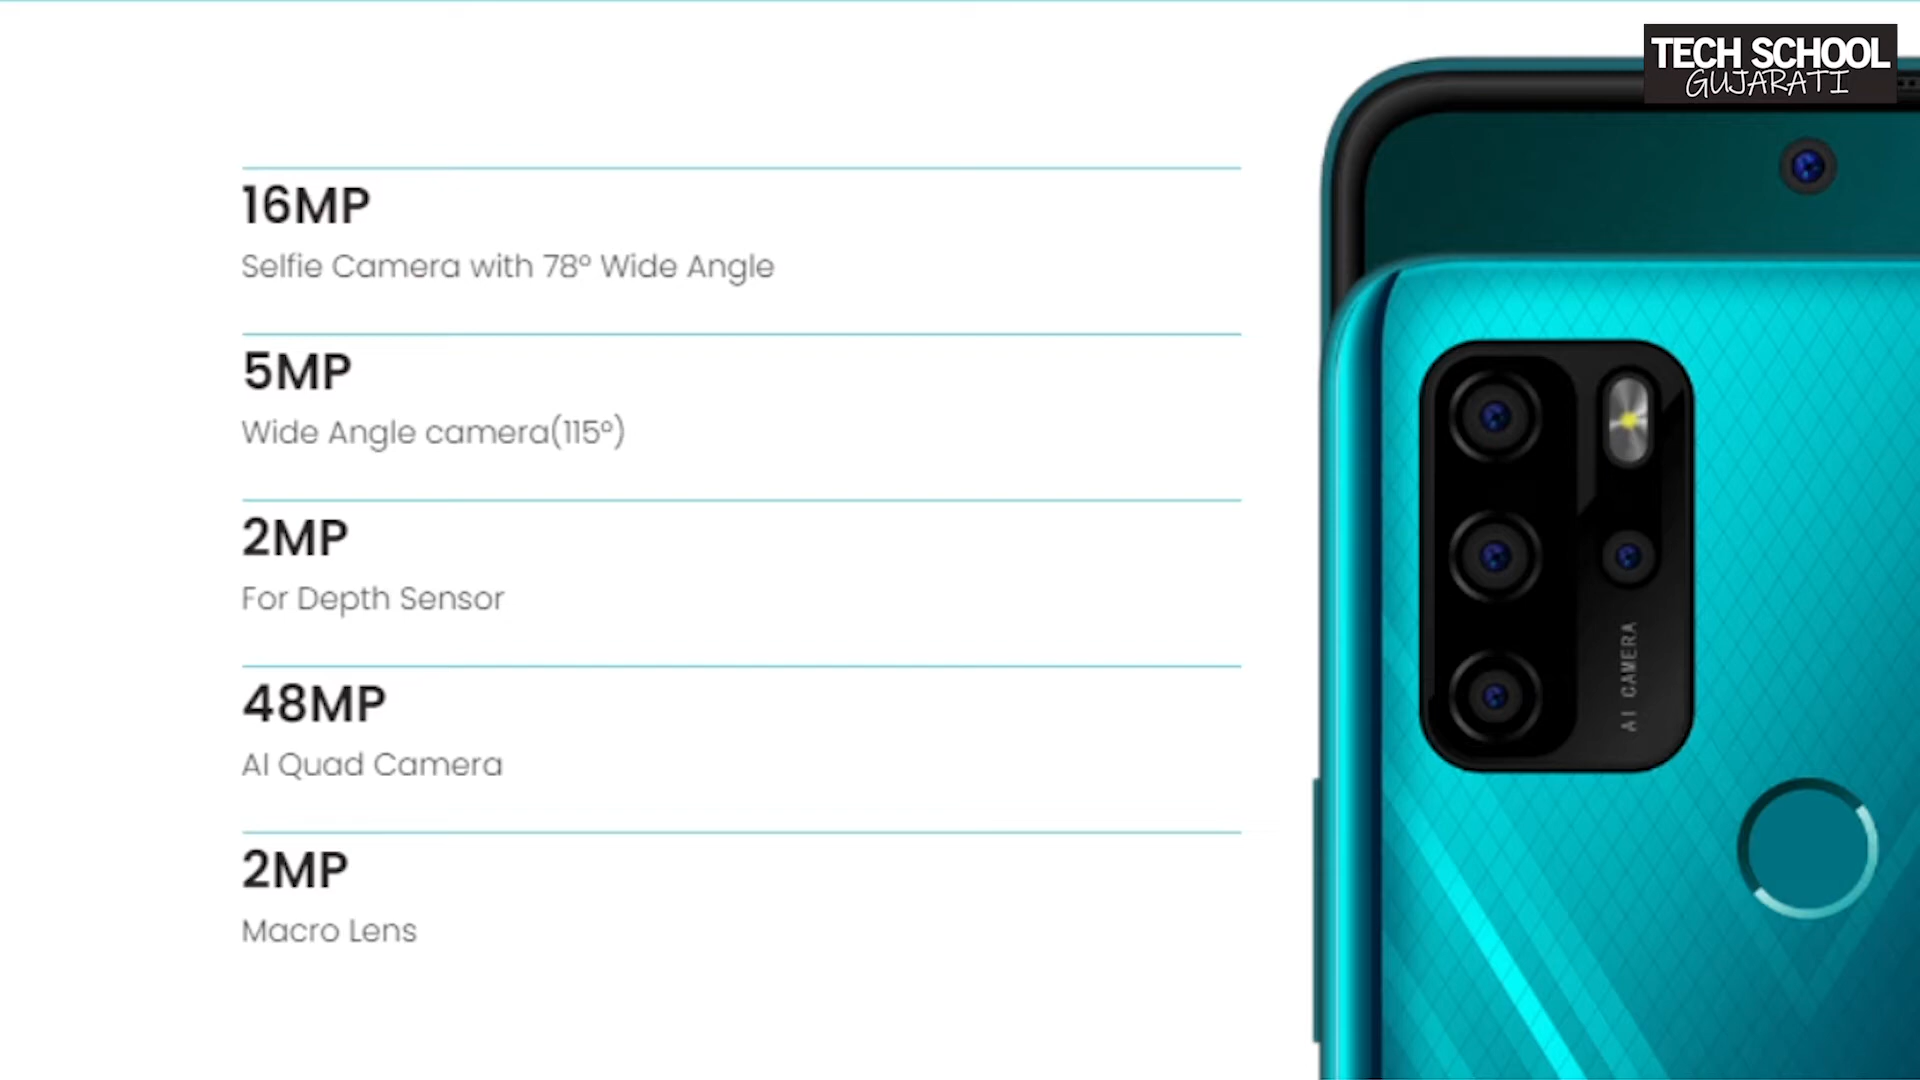 TECH SCHOOL
GUJARATI
16MP
Selfie Camera with 78° Wide Angle
5MP
Wide Angle camera(115°)
2MP
For Depth Sensor
48MP
AI Quad Camera
2MP
Macro Lens
AI CAMERA